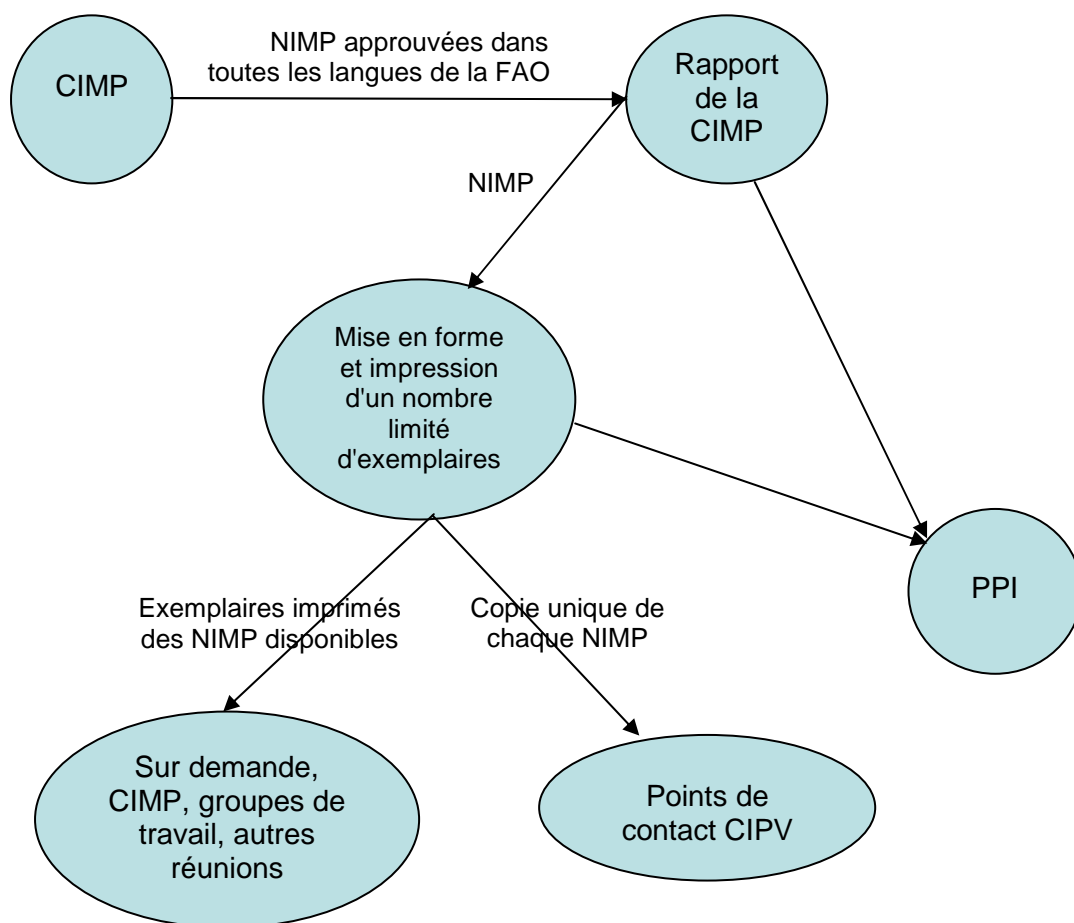 CIMP
NIMP approuvées dans
toutes les langues de la FAO
Rapport
de la
CIMP
NIMP
Mise en forme
et impression
d'un nombre
limité
d'exemplaires
PPI
Exemplaires imprimés
des NIMP disponibles
Copie unique de
chaque NIMP
Sur demande,
CIMP, groupes de
travail, autres
réunions
Points de
contact CIPV